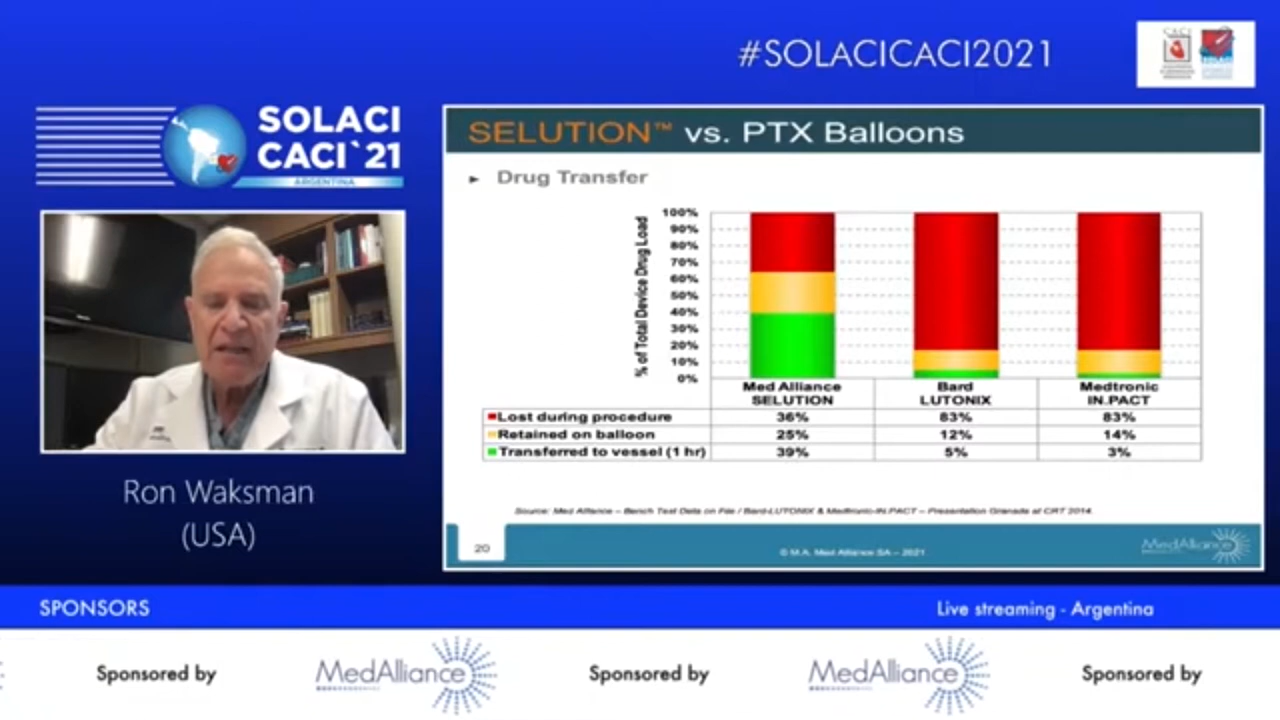 #SOLACICACI2021
CACI
SOLACI
SOLACI
CACI`21
ARGENTINA
Ron Waksman
(USA)
SELUTION™ vs. PTX Balloons
► Drug Transfer
% of Total Device Drug Load
100%
90%
80%
70%
60%
50%
40%
30%
20%
10%
0%
Med Alliance SELUTION
Bard LUTONIX
Medtronic IN.PACT
Lost during procedure 36% 83% 83%
Retained on balloon 25% 12% 14%
Transferred to vessel (1 hr) 39% 5% 3%
Source: Med Alliance – Bench Test Data on File / Bard-LUTONIX & Medtronic-IN.PACT – Presentation Granada at CRT 2014.
20
© M.A. Med Alliance SA – 2021
MedAlliance
SPONSORS
Live streaming - Argentina
Sponsored by
MedAlliance
Sponsored by
MedAlliance
Sponsored by